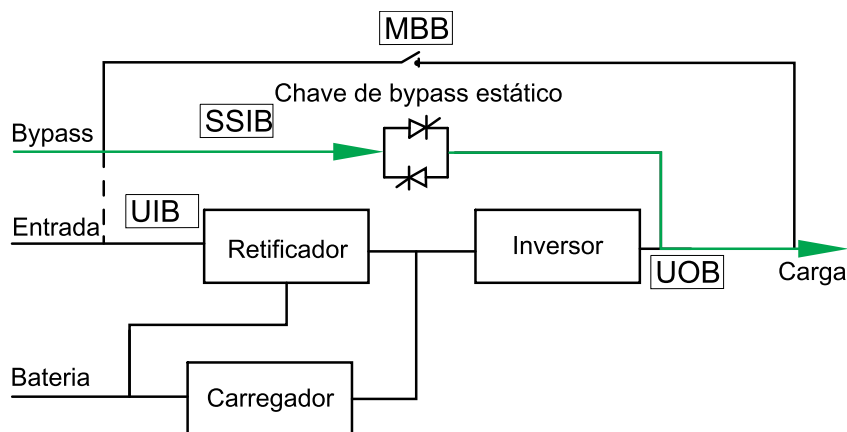 MBB
Chave de bypass estático
SSIB
Bypass
UIB
Entrada
Retificador
Inversor
UOB
Carga
Bateria
Carregador